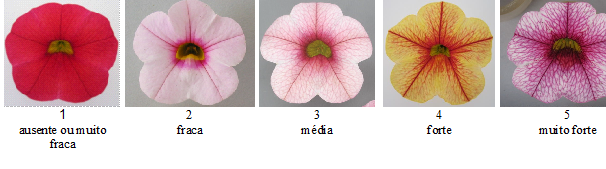 1 2 3 4 5
ausente ou muito fraca média forte muito forte
fraca